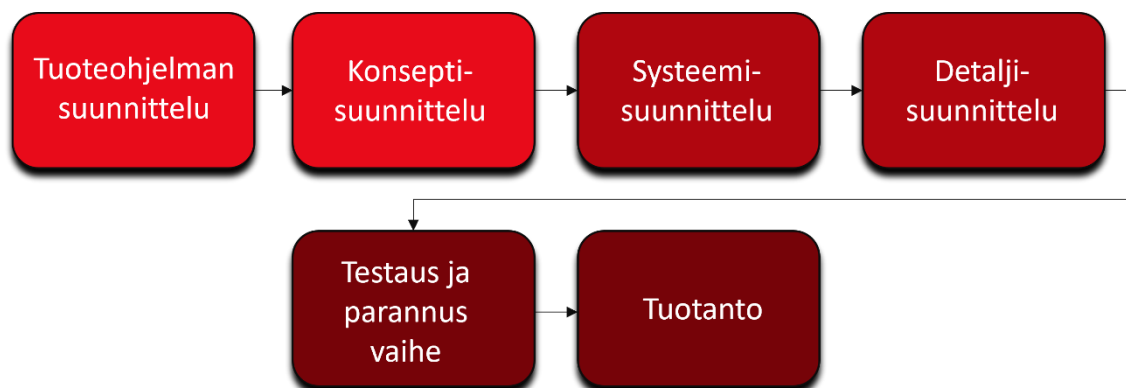 Tuoteohjelman
suunnittelu
Konsepti-
suunnittelu
Systeemi-
suunnittelu
Detalji-
suunnittelu
Testaus ja
parannus
vaihe
Tuotanto